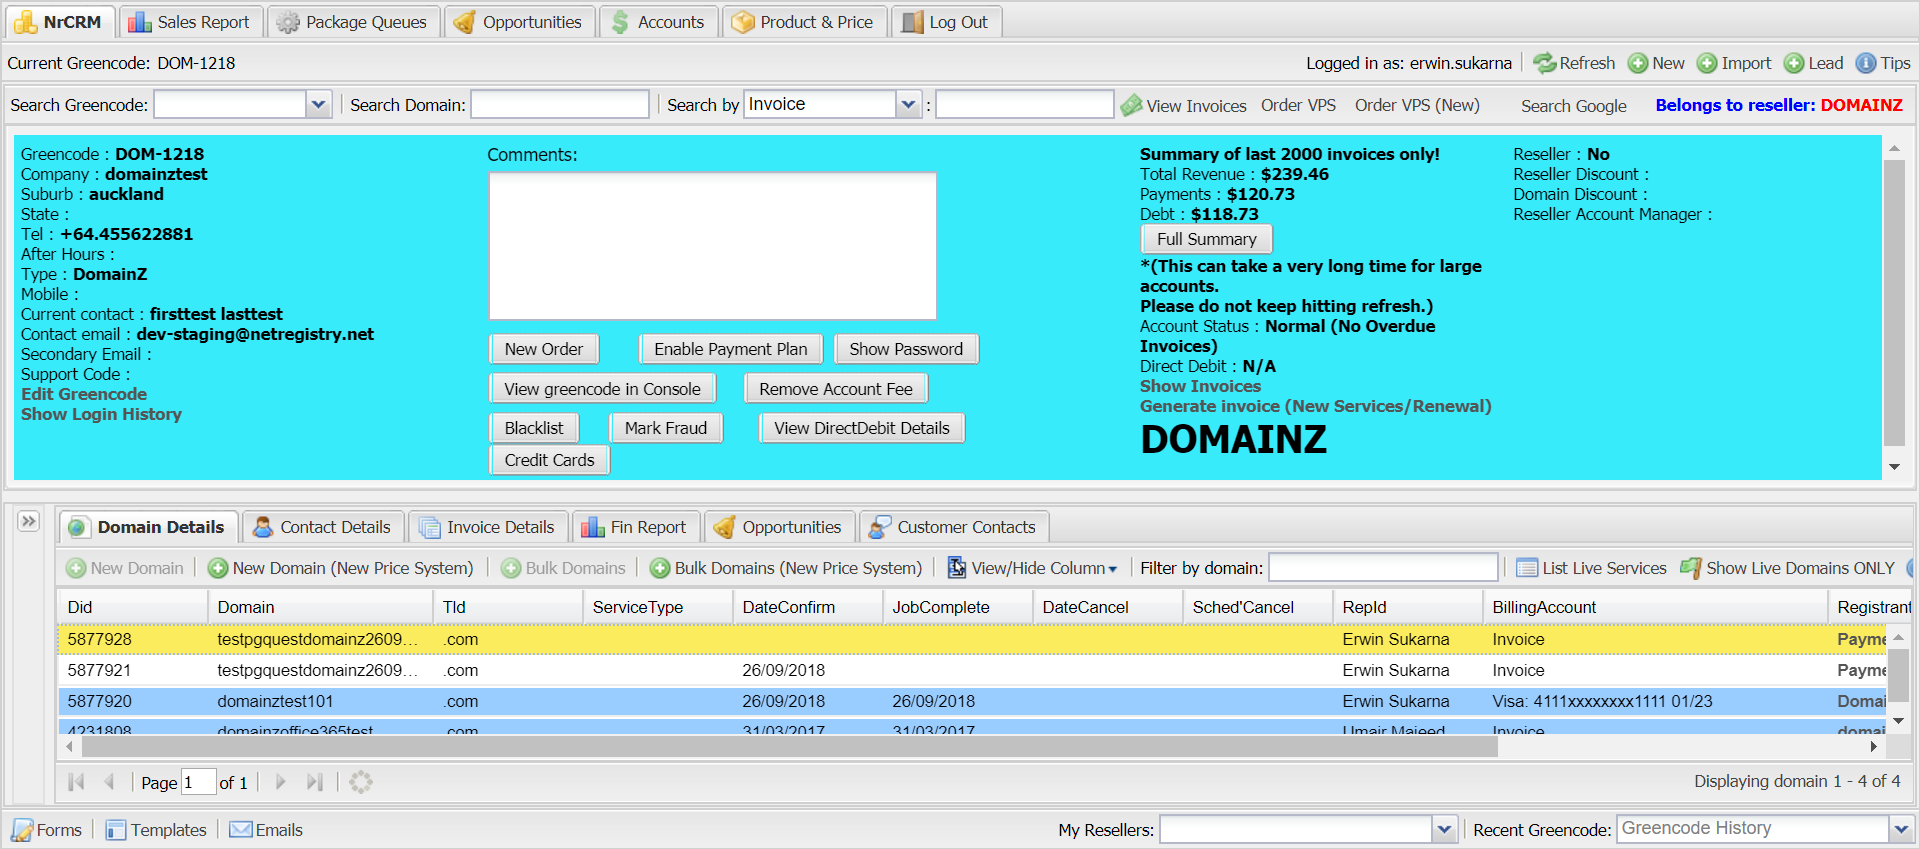 NrCRM Sales Report Package Queues Opportunities Accounts Product & Price Log Out
Current Greencode: DOM-1218 Logged in as: erwin.sukarna Refresh New Import Lead Tips
Search Greencode: Search Domain: Search by Invoice : View Invoices Order VPS Order VPS (New) Search Google Belongs to reseller: DOMAINZ
Greencode : DOM-1218
Company : domainztest
Suburb : auckland
State :
Tel : +64.455622881
After Hours :
Type : DomainZ
Mobile :
Current contact : firsttest lasttest
Contact email : dev-staging@netregistry.net
Secondary Email :
Support Code :
Edit Greencode
Show Login History
Comments:
New Order Enable Payment Plan Show Password
View greencode in Console Remove Account Fee
Blacklist Mark Fraud View DirectDebit Details
Credit Cards
Summary of last 2000 invoices only!
Total Revenue : $239.46
Payments : $120.73
Debt : $118.73
Full Summary
*(This can take a very long time for large
accounts.
Please do not keep hitting refresh.)
Account Status : Normal (No Overdue
Invoices)
Direct Debit : N/A
Show Invoices
Generate invoice (New Services/Renewal)
DOMAINZ
Reseller : No
Reseller Discount :
Domain Discount :
Reseller Account Manager :
Domain Details Contact Details Invoice Details Fin Report Opportunities Customer Contacts
New Domain New Domain (New Price System) Bulk Domains Bulk Domains (New Price System) View/Hide Column Filter by domain: List Live Services Show Live Domains ONLY
Did Domain Tld ServiceType DateConfirm JobComplete DateCancel Sched'Cancel RepId BillingAccount Registrant
5877928 testpgquestdomainz2609... .com Erwin Sukarna Invoice Payme
5877921 testpgquestdomainz2609... .com 26/09/2018 Erwin Sukarna Invoice Payme
5877920 domainztest101 .com 26/09/2018 26/09/2018 Erwin Sukarna Visa: 4111xxxxxxxx1111 01/23 Domai
4231808 domainzoffice365test .com 31/03/2017 31/03/2017 Umair Majeed Invoice domai
Page 1 of 1 Displaying domain 1 - 4 of 4
Forms Templates Emails My Resellers: Recent Greencode: Greencode History